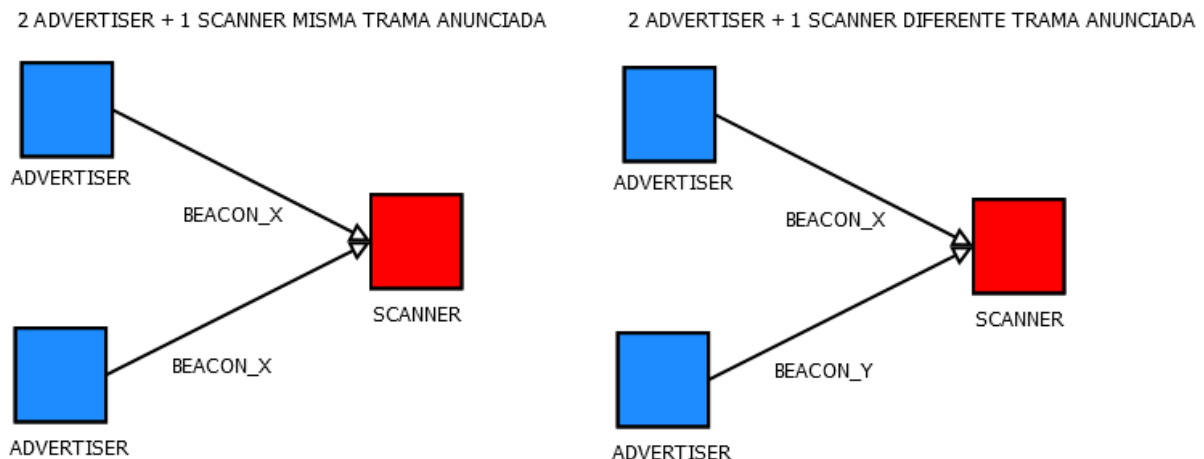 2 ADVERTISER + 1 SCANNER MISMA TRAMA ANUNCIADA
ADVERTISER
BEACON_X
SCANNER
BEACON_X
ADVERTISER
2 ADVERTISER + 1 SCANNER DIFERENTE TRAMA ANUNCIADA
ADVERTISER
BEACON_X
SCANNER
BEACON_Y
ADVERTISER